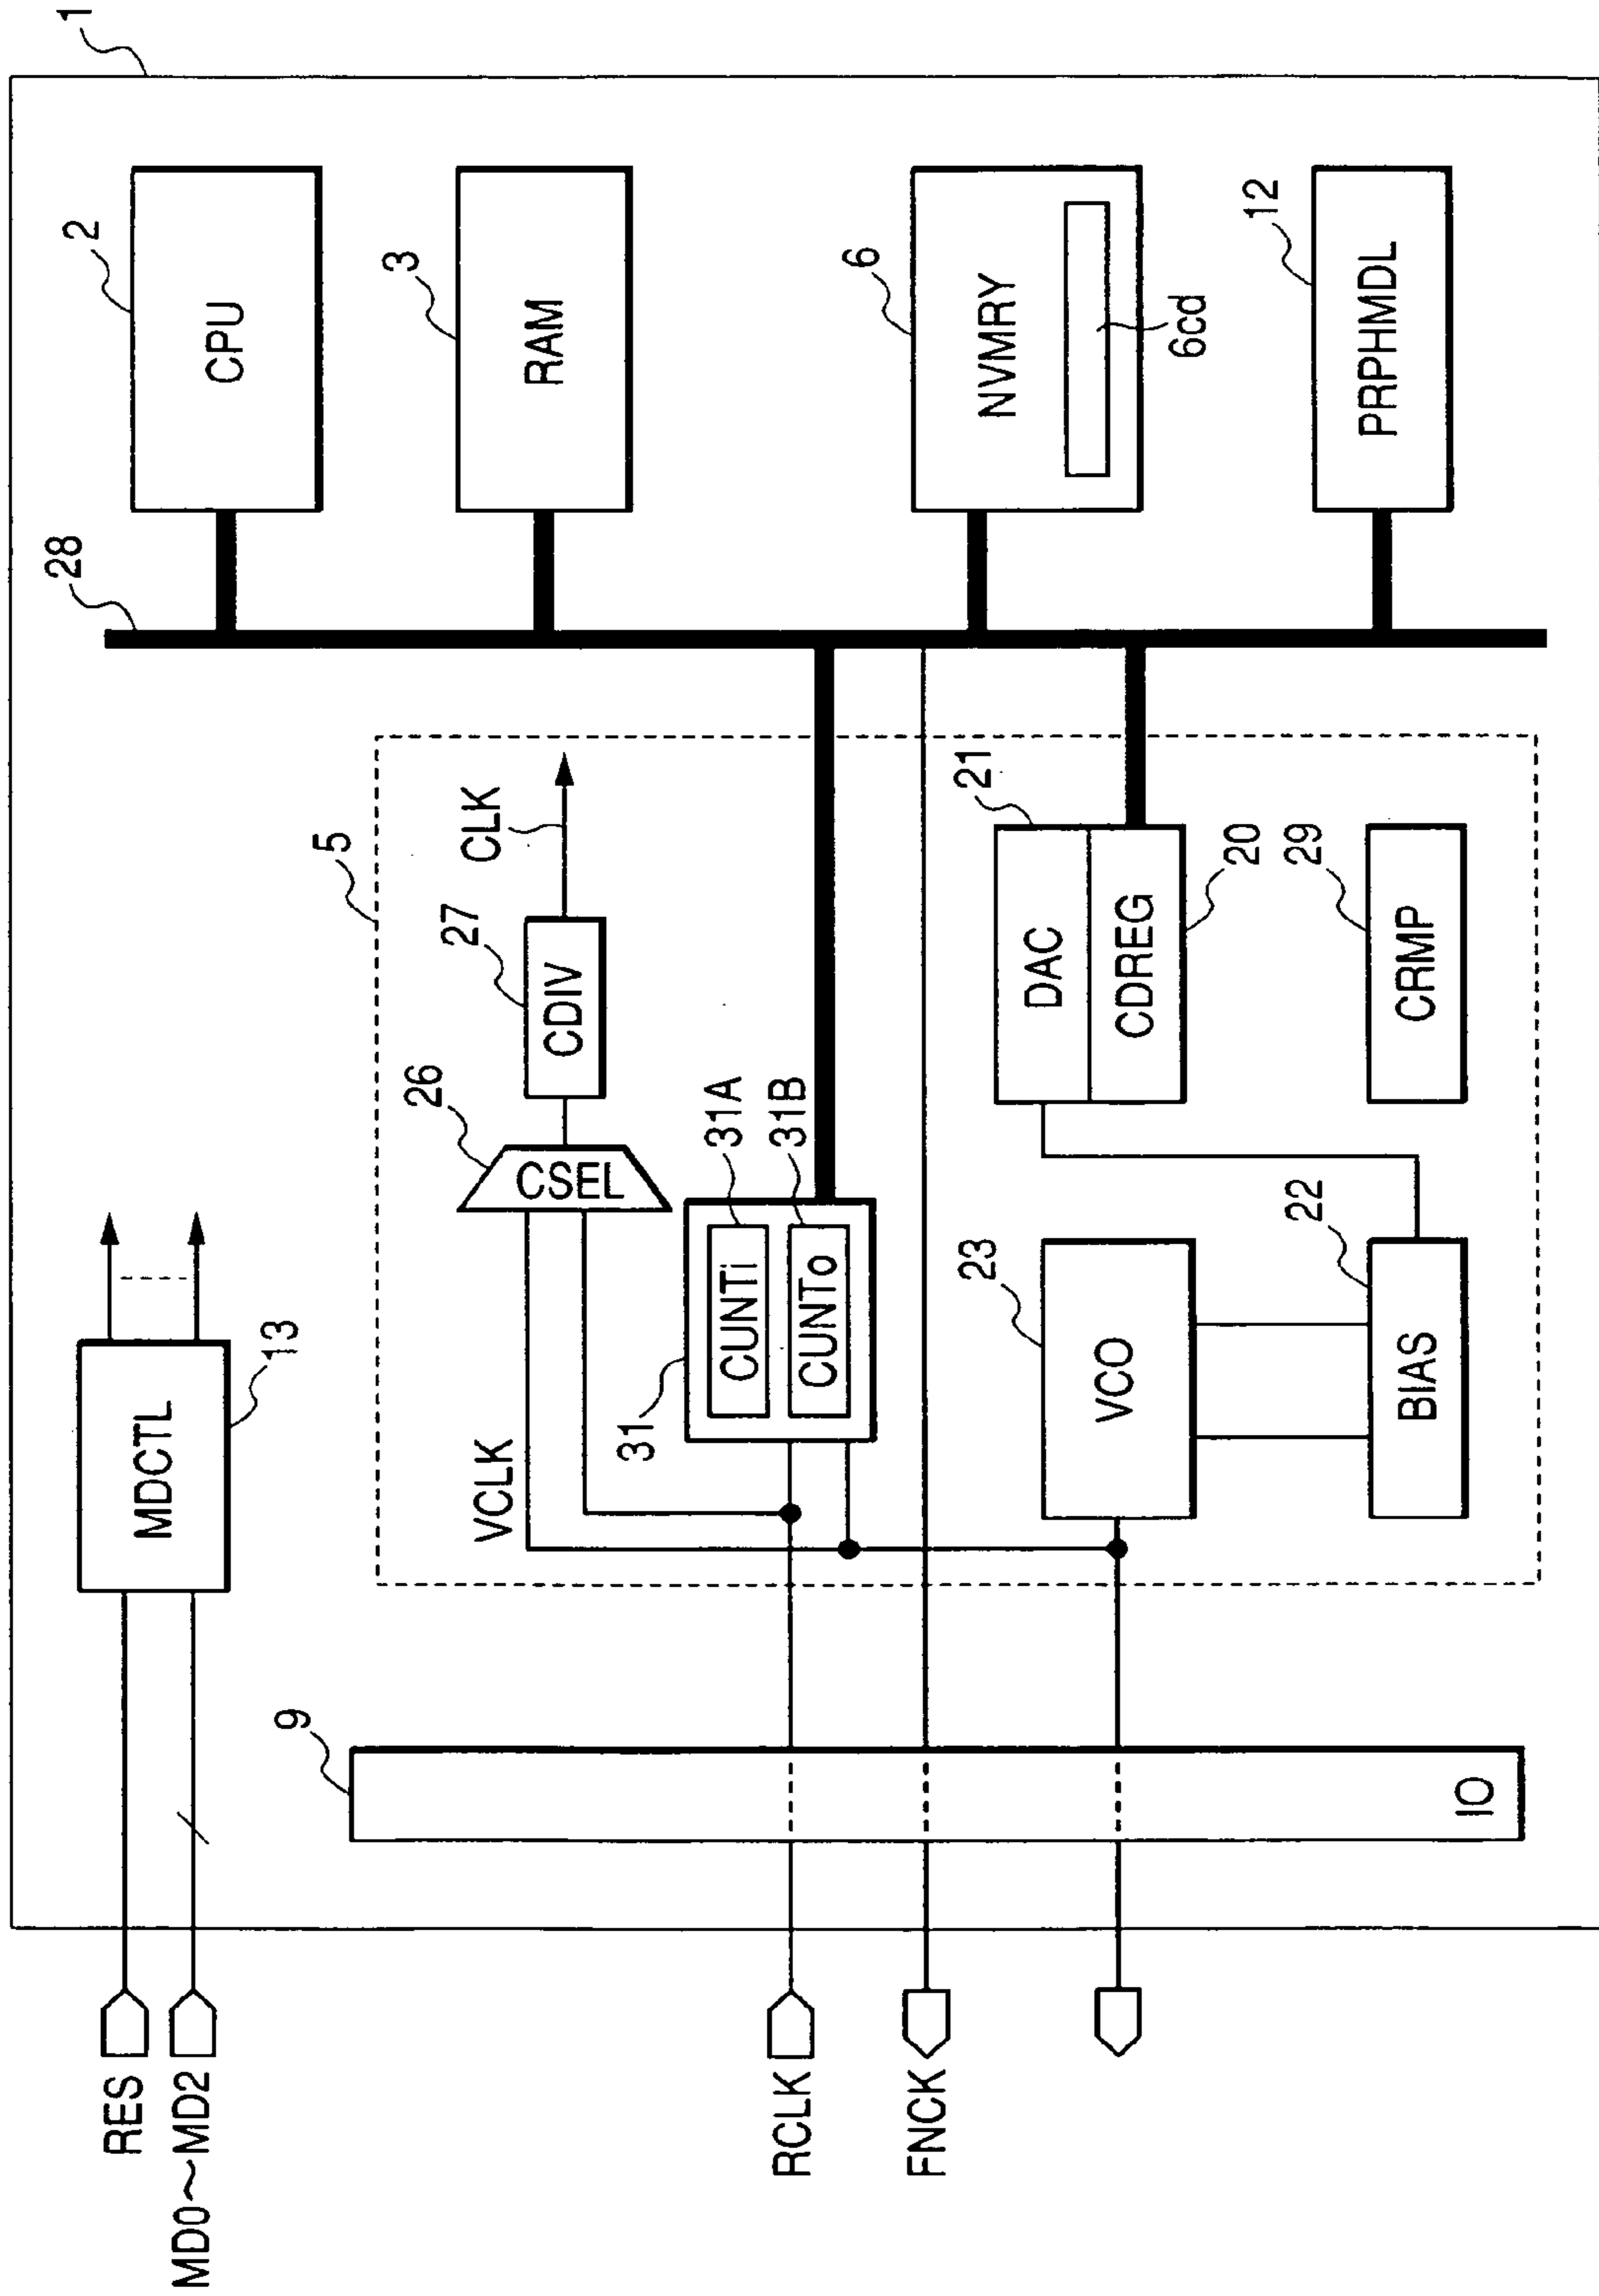 1
2
CPU
3
RAM
6
NVMRY
6cd
12
PRPHMDL
28
5
CLK
27
CDIV
26
CSEL
VCLK
31A
31B
CUNTi
CUNTo
31
21
DAC
CDREG
20
29
CRMP
23
VCO
22
BIAS
MDCTL
13
9
IO
RES
MD0~MD2
RCLK
FNCK